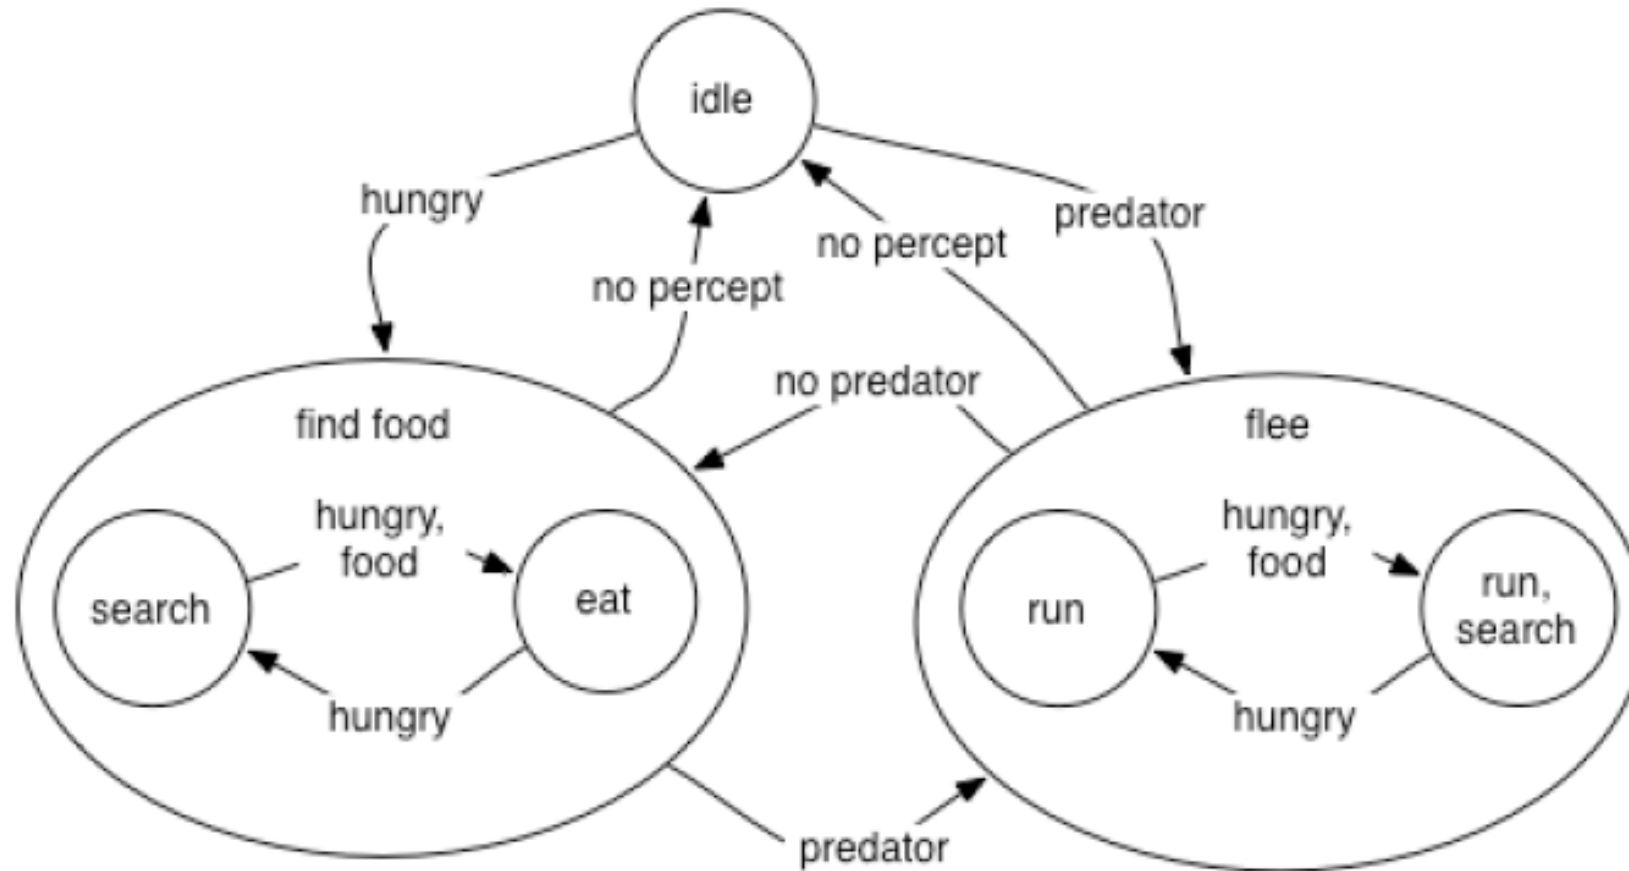 idle
hungry
predator
no percept
no percept
no predator
find food
flee
hungry,
food
hungry,
food
search
eat
run
run,
search
hungry
hungry
predator